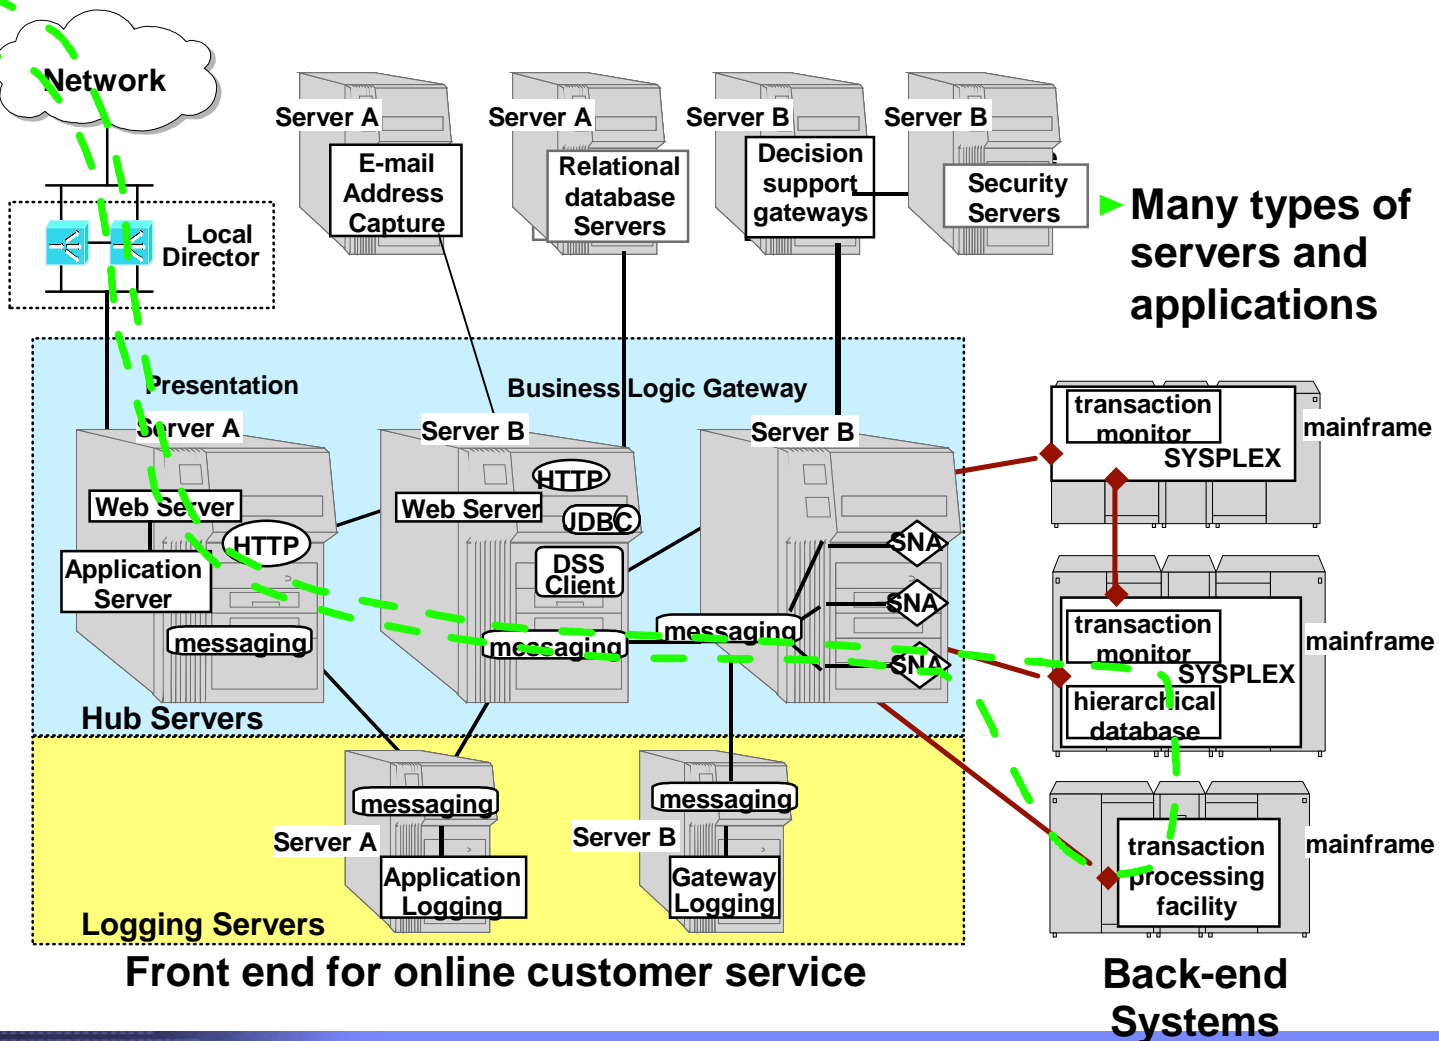 Network
Server A
E-mail
Address
Capture
Server A
Relational
database
Servers
Server B
Decision
support
gateways
Server B
Security
Servers
Many types of
servers and
applications
Local
Director
Presentation
Business Logic Gateway
Server A
Web Server
HTTP
Application
Server
messaging
Server B
HTTP
Web Server
JDBC
DSS
Client
messaging
Server B
SNA
SNA
messaging
SNA
Hub Servers
transaction
monitor
SYSPLEX
mainframe
transaction
monitor
SYSPLEX
hierarchical
database
mainframe
transaction
processing
facility
mainframe
messaging
Server A
Application
Logging
messaging
Server B
Gateway
Logging
Logging Servers
Front end for online customer service
Back-end
Systems